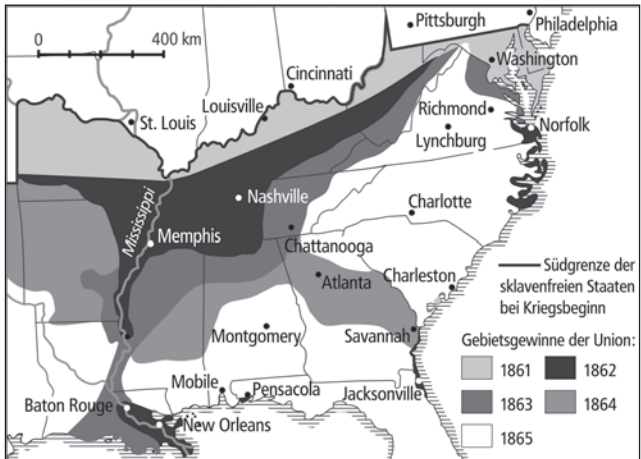 Pittsburgh
Philadelphia
0
400 km
Washington
Cincinnati
Louisville
Richmond
St. Louis
Norfolk
Lynchburg
Nashville
Mississippi
Charlotte
Memphis
Chattanooga
Atlanta
Charleston
Südgrenze der
sklavenfreien Staaten
bei Kriegsbeginn
Montgomery
Savannah
Gebietsgewinne der Union:
1861
1862
Mobile
Pensacola
Jacksonville
1863
1864
Baton Rouge
New Orleans
1865